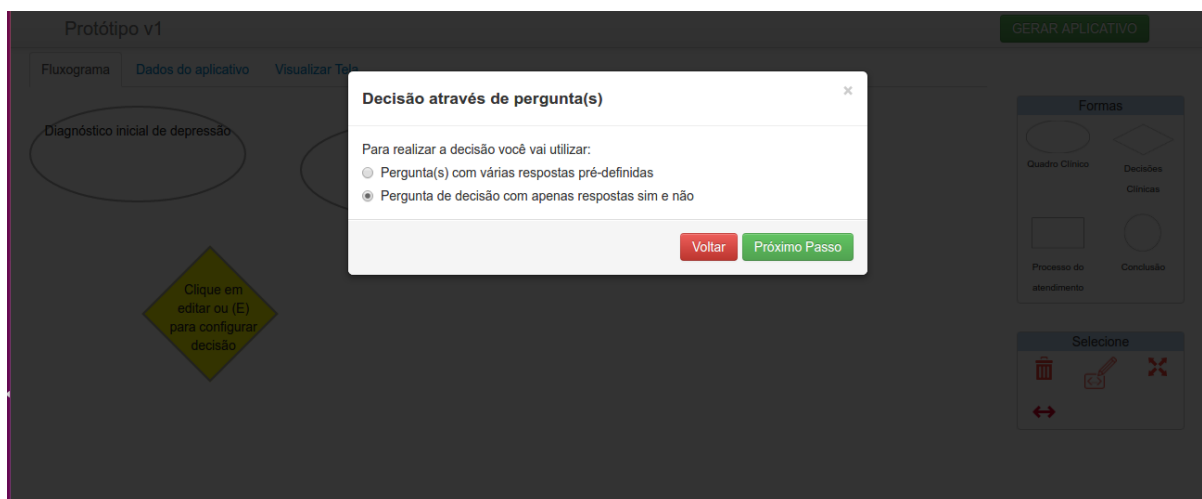 Protótipo v1
GERAR APLICATIVO
Fluxograma
Dados do aplicativo
Visualizar Tela
Decisão através de pergunta(s)
×
Para realizar a decisão você vai utilizar:
Pergunta(s) com várias respostas pré-definidas
Pergunta de decisão com apenas respostas sim e não
Voltar
Próximo Passo
Diagnóstico inicial de depressão
Clique em
editar ou (E)
para configurar
decisão
Formas
Quadro Clínico
Decisões
Clínicas
Processo do
atendimento
Conclusão
Selecione